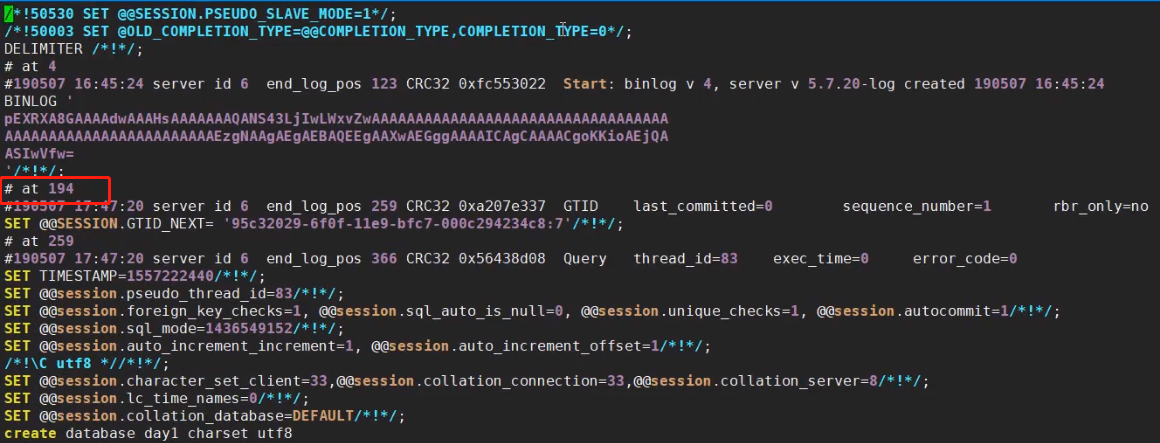 /*!50530 SET @@SESSION.PSEUDO_SLAVE_MODE=1*/;
/*!50003 SET @OLD_COMPLETION_TYPE=@@COMPLETION_TYPE,COMPLETION_TYPE=0*/;
DELIMITER /*!*/;
# at 4
#190507 16:45:24 server id 6  end_log_pos 123 CRC32 0xfc553022  Start: binlog v 4, server v 5.7.20-log created 190507 16:45:24
BINLOG '
pEXRXA8GAAAAdwAAAHsAAAAAAAQANS43LjIwLWxvZwAAAAAAAAAAAAAAAAAAAAAAAAAAAAAAAAAA
AAAAAAAAAAAAAAAAAAAAAAAAEzgNAAgAEgAEBAQEEgAAXwAEGggAAAAICAgCAAAACgoKKioAEjQA
ASIwVfw=
'/*!*/;
# at 194
#190507 17:47:20 server id 6  end_log_pos 259 CRC32 0xa207e337  GTID    last_committed=0        sequence_number=1       rbr_only=no
SET @@SESSION.GTID_NEXT= '95c32029-6f0f-11e9-bfc7-000c294234c8:7'/*!*/;
# at 259
#190507 17:47:20 server id 6  end_log_pos 366 CRC32 0x56438d08  Query   thread_id=83    exec_time=0     error_code=0
SET TIMESTAMP=1557222440/*!*/;
SET @@session.pseudo_thread_id=83/*!*/;
SET @@session.foreign_key_checks=1, @@session.sql_auto_is_null=0, @@session.unique_checks=1, @@session.autocommit=1/*!*/;
SET @@session.sql_mode=1436549152/*!*/;
SET @@session.auto_increment_increment=1, @@session.auto_increment_offset=1/*!*/;
/*!\C utf8 *//*!*/;
SET @@session.character_set_client=33,@@session.collation_connection=33,@@session.collation_server=8/*!*/;
SET @@session.lc_time_names=0/*!*/;
SET @@session.collation_database=DEFAULT/*!*/;
create database day1 charset utf8